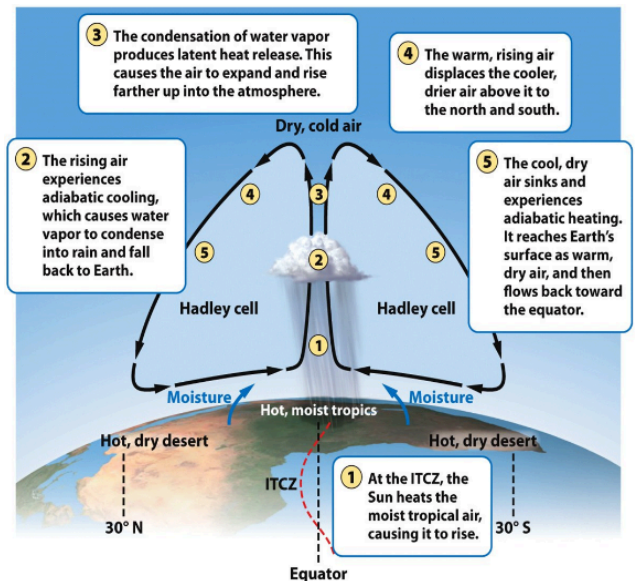 3 The condensation of water vapor
produces latent heat release. This
causes the air to expand and rise
farther up into the atmosphere.
4 The warm, rising air
displaces the cooler,
drier air above it to
the north and south.
Dry, cold air
2 The rising air
experiences
adiabatic cooling,
which causes water
vapor to condense
into rain and fall
back to Earth.
5 The cool, dry
air sinks and
experiences
adiabatic heating.
It reaches Earth's
surface as warm,
dry air, and then
flows back toward
the equator.
4 3 4
5 2 5
Hadley cell Hadley cell
1
Moisture Moisture
Hot, moist tropics
Hot, dry desert Hot, dry desert
ITCZ
1 At the ITCZ, the
Sun heats the
moist tropical air,
causing it to rise.
30° N 30° S
Equator